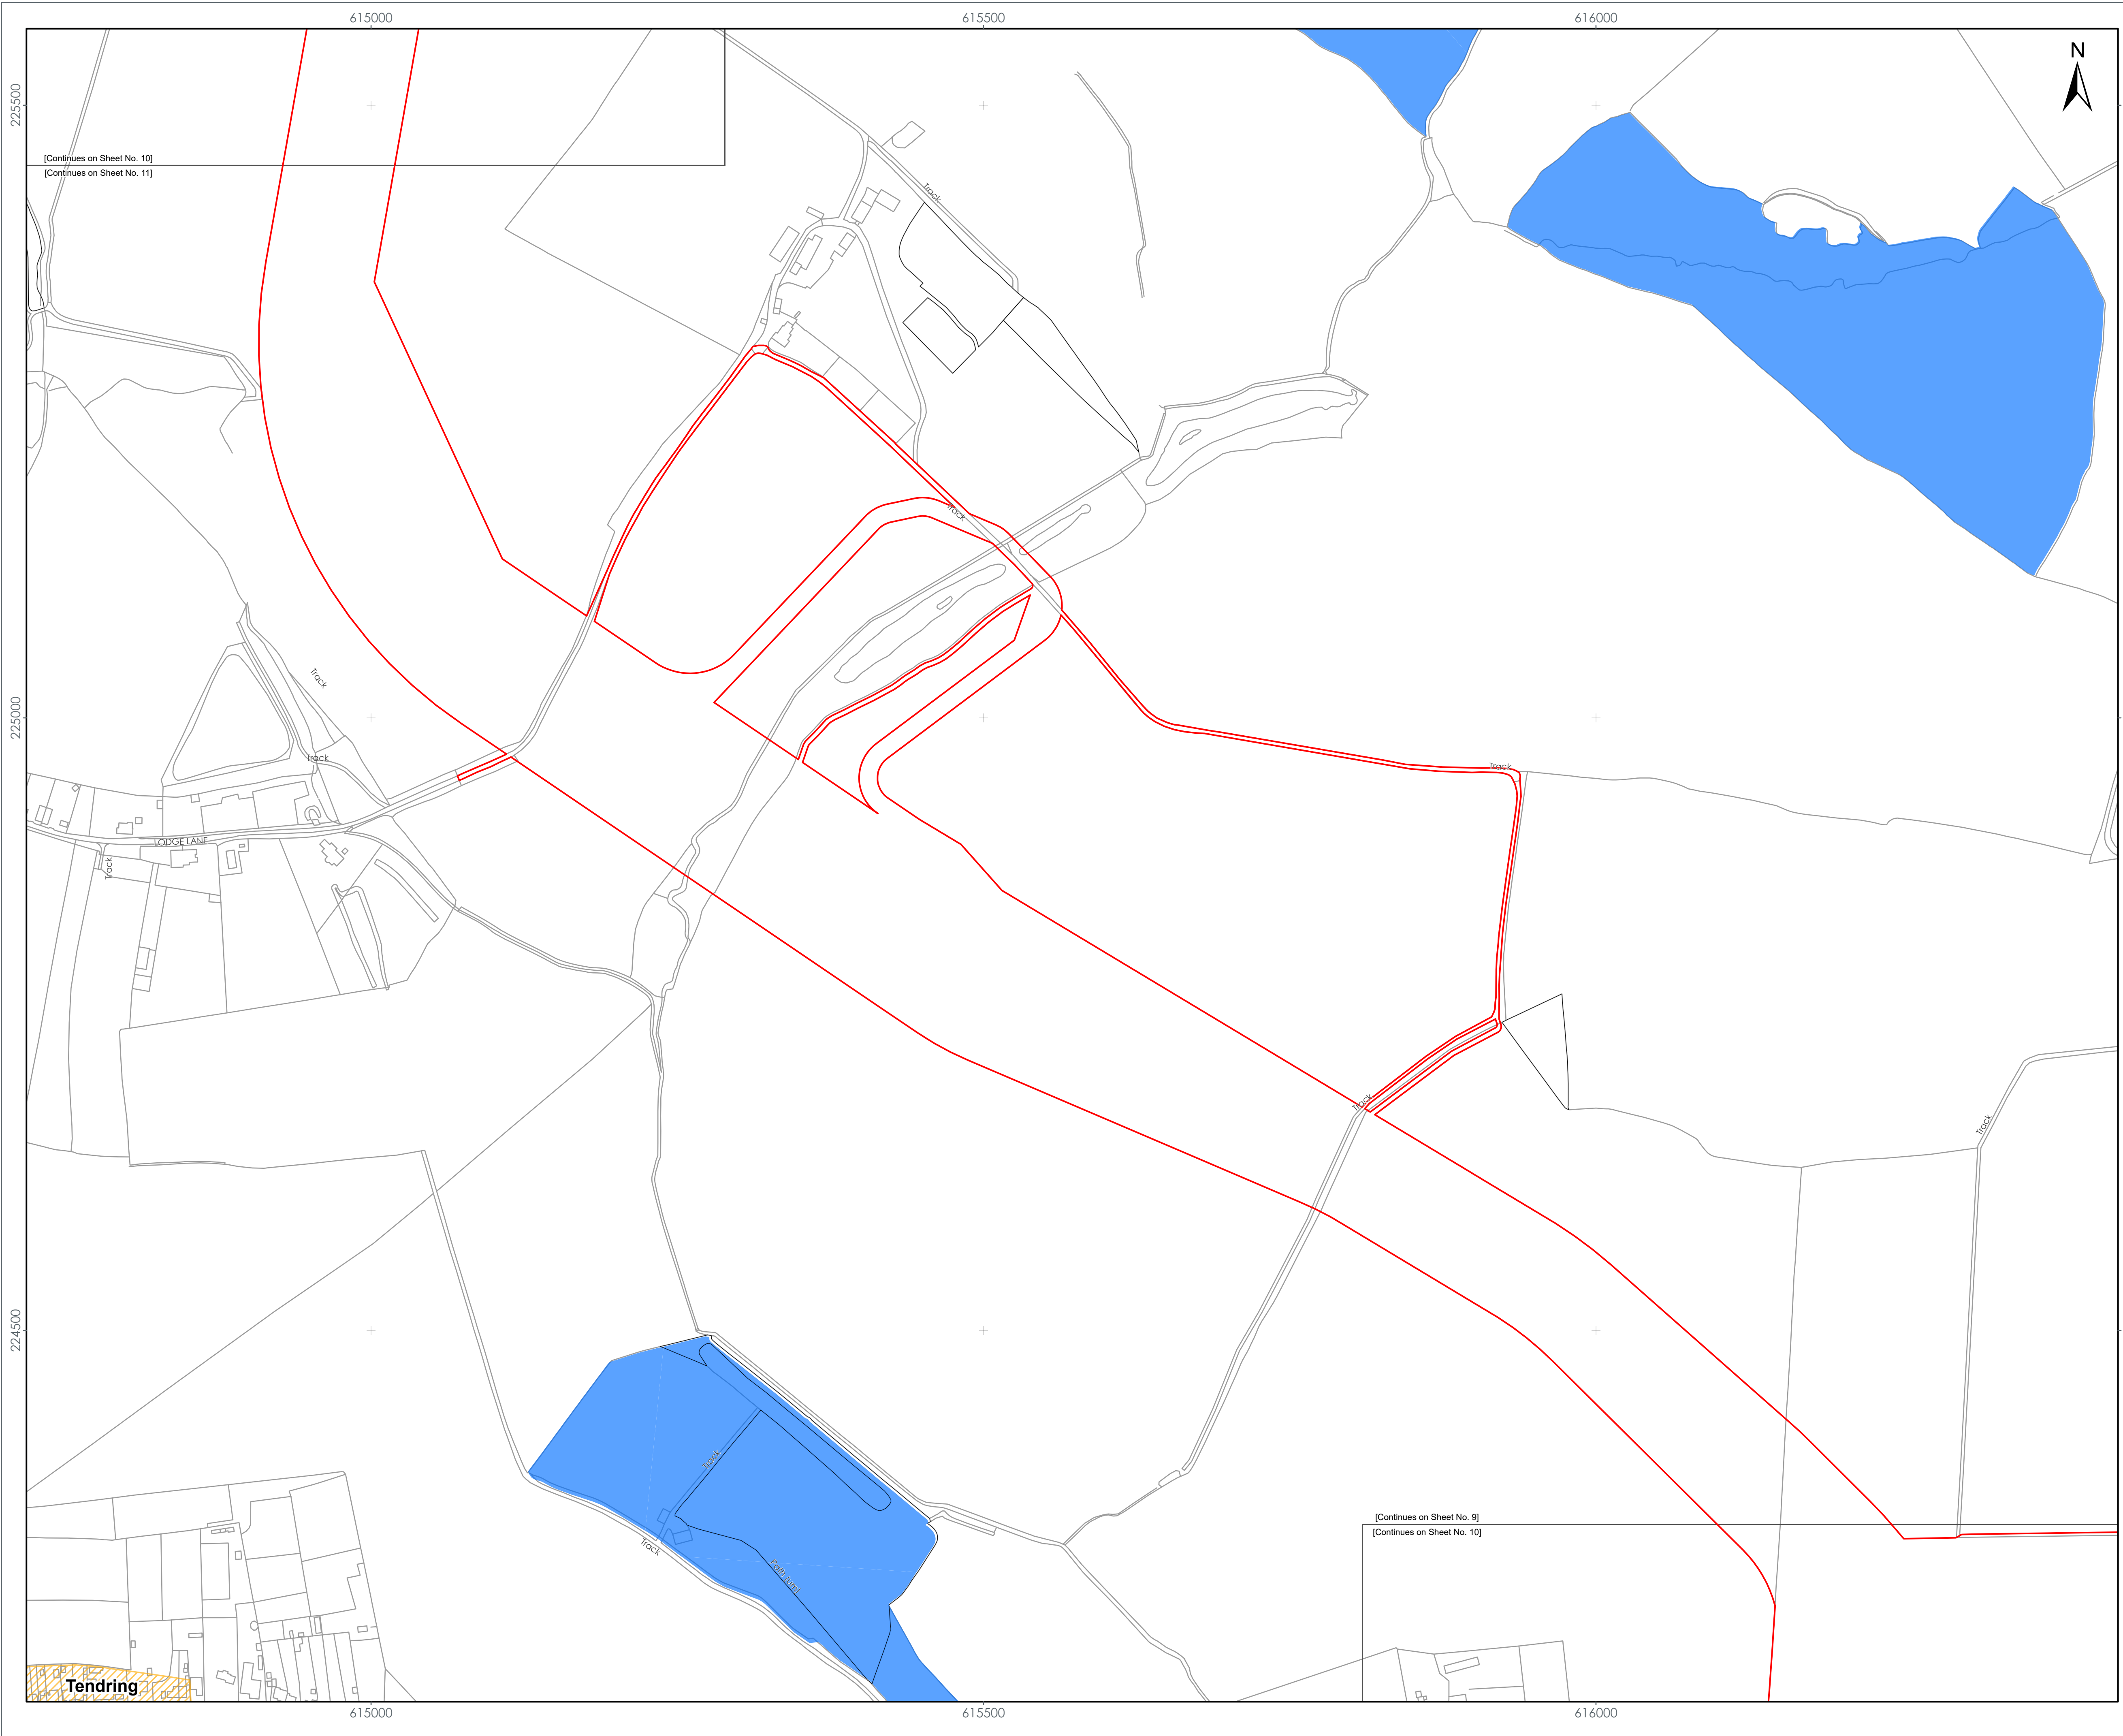 615000
615500
616000
N
225500
[Continues on Sheet No. 10]
[Continues on Sheet No. 11]
Track
Track
Track
225000
Track
Track
LODGE LANE
Track
Track
Track
224500
Track
Track
Path (um)
[Continues on Sheet No. 9]
[Continues on Sheet No. 10]
Tendring
615000
615500
616000